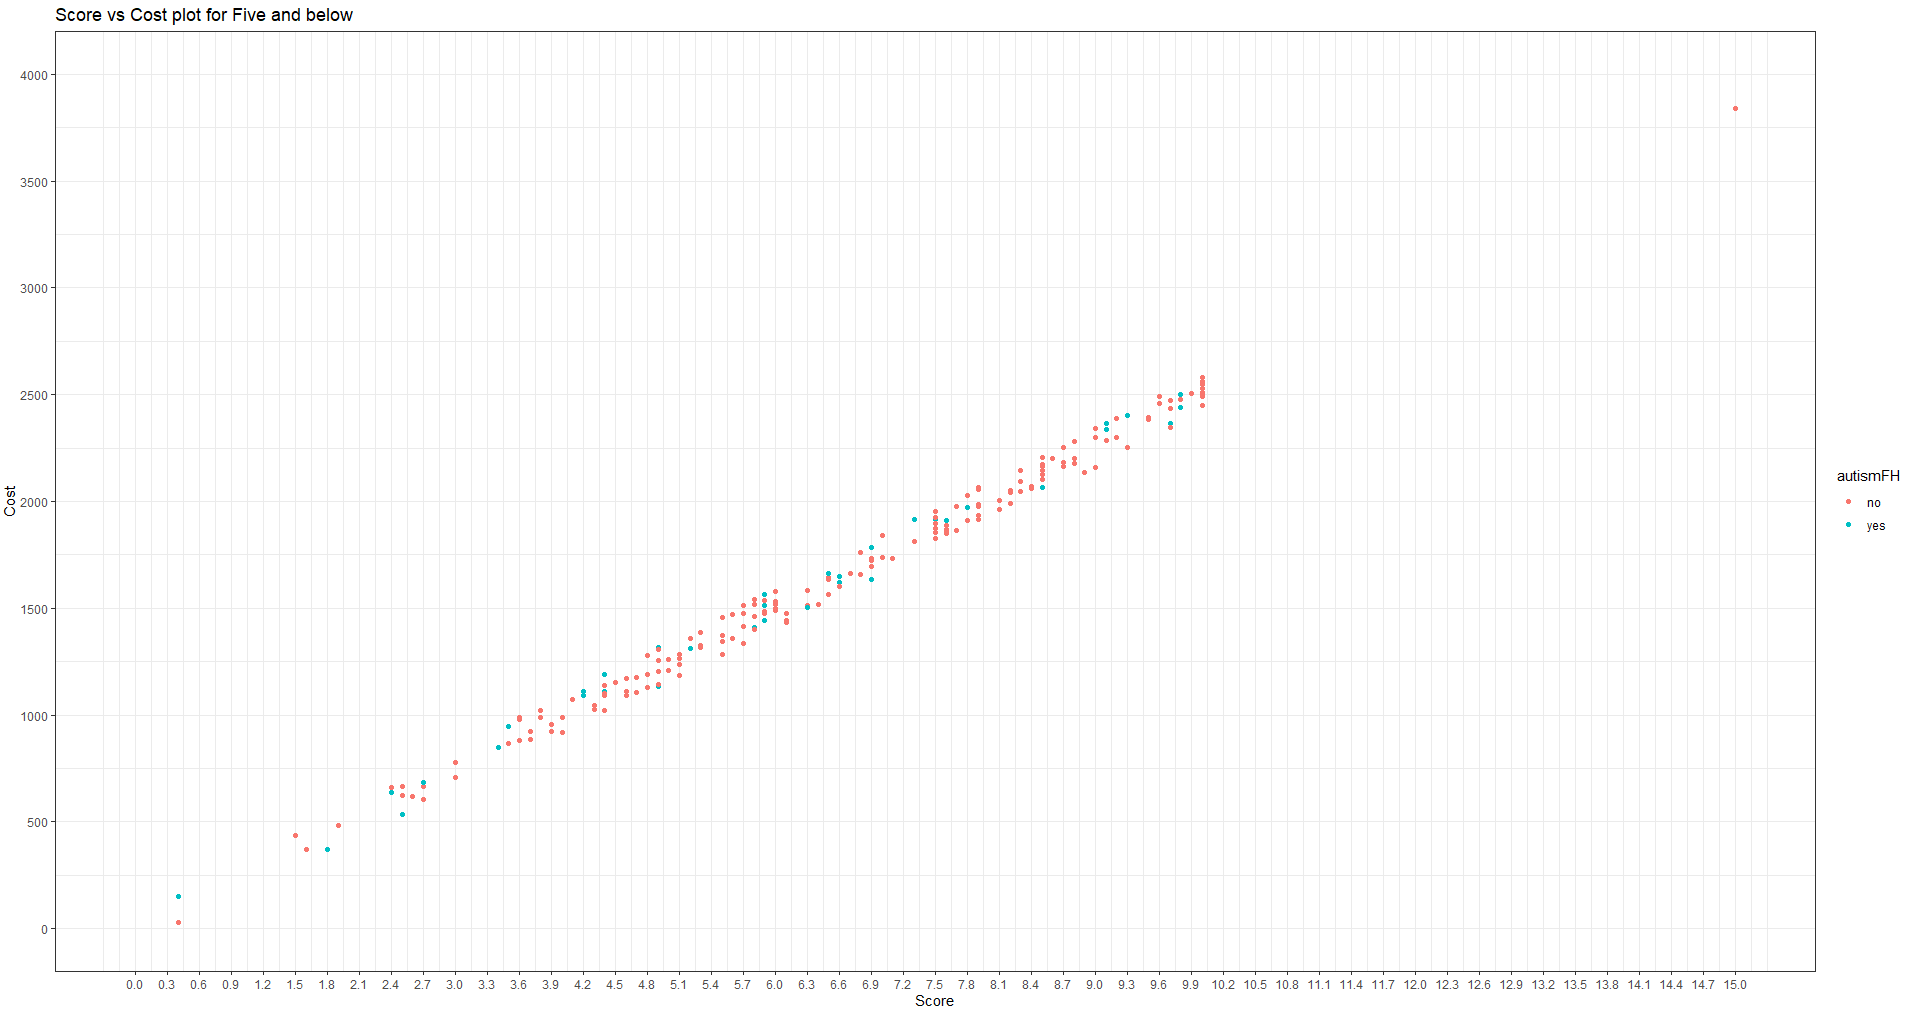 Score vs Cost plot for Five and below
4000
3500
3000
2500
2000
1500
1000
500
0
Cost
0.0 0.3 0.6 0.9 1.2 1.5 1.8 2.1 2.4 2.7 3.0 3.3 3.6 3.9 4.2 4.5 4.8 5.1 5.4 5.7 6.0 6.3 6.6 6.9 7.2 7.5 7.8 8.1 8.4 8.7 9.0 9.3 9.6 9.9 10.2 10.5 10.8 11.1 11.4 11.7 12.0 12.3 12.6 12.9 13.2 13.5 13.8 14.1 14.4 14.7 15.0
Score
autismFH
no
yes